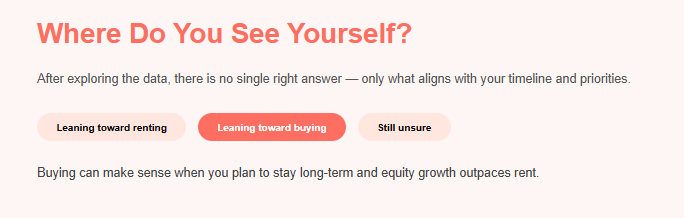 Where Do You See Yourself?
After exploring the data, there is no single right answer — only what aligns with your timeline and priorities.
Leaning toward renting
Leaning toward buying
Still unsure
Buying can make sense when you plan to stay long-term and equity growth outpaces rent.